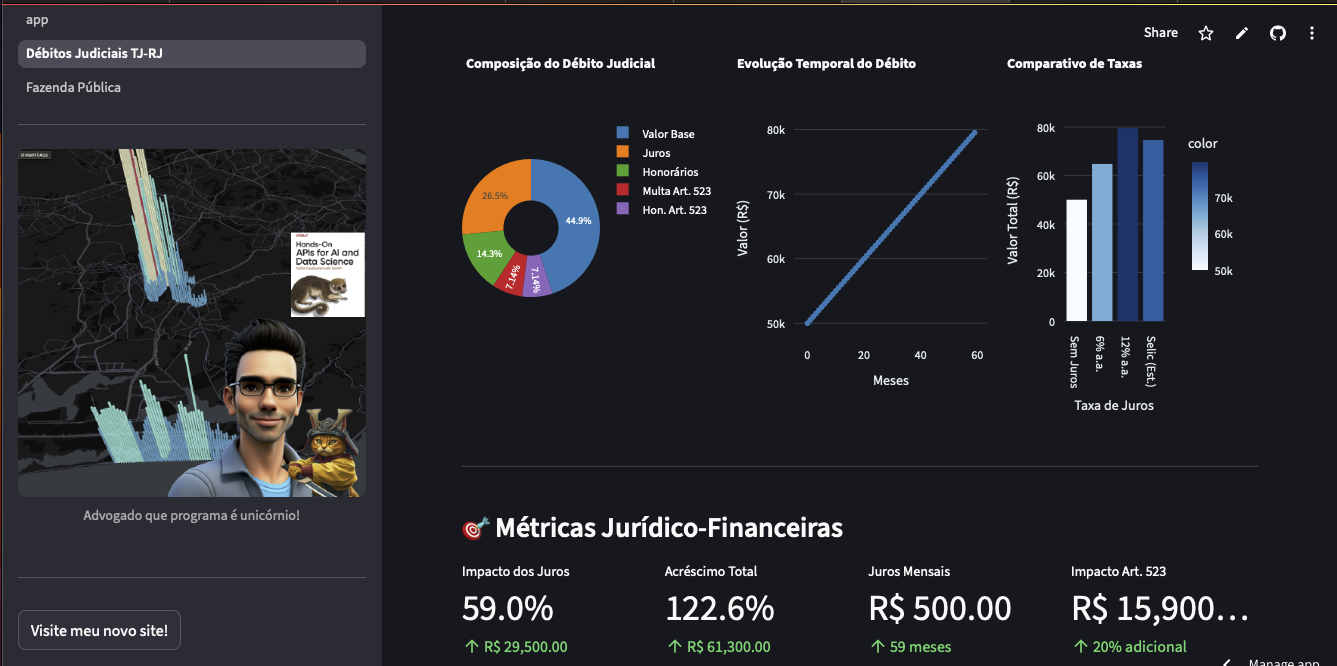 app
Débitos Judiciais TJ-RJ
Fazenda Pública
Hands-On
APIs for AI and
Data Science
Advogado que programa é unicórnio!
Visite meu novo site!
Share
Composição do Débito Judicial
44.9%
26.5%
14.3%
7.14%
7.14%
Valor Base
Juros
Honorários
Multa Art. 523
Hon. Art. 523
Evolução Temporal do Débito
Valor (R$)
80k
70k
60k
50k
0
20
40
60
Meses
Comparativo de Taxas
Valor Total (R$)
80k
60k
40k
20k
0
Sem Juros
6% a.a.
12% a.a.
Selic (Est.)
Taxa de Juros
color
70k
60k
50k
Métricas Jurídico-Financeiras
Impacto dos Juros
59.0%
R$ 29,500.00
Acréscimo Total
122.6%
R$ 61,300.00
Juros Mensais
R$ 500.00
59 meses
Impacto Art. 523
R$ 15,900…
20% adicional
Manage app